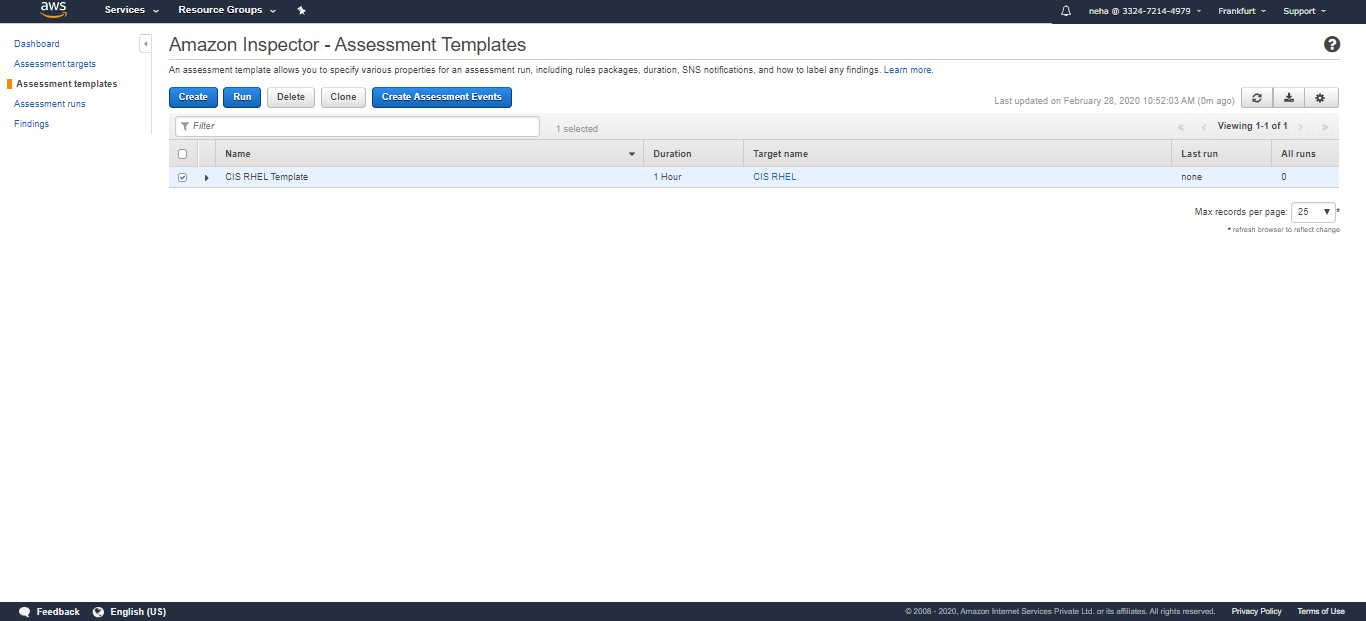 aws Services Resource Groups neha @ 3324-7214-4979 Frankfurt Support
Dashboard
Assessment targets
Assessment templates
Assessment runs
Findings
Amazon Inspector - Assessment Templates
An assessment template allows you to specify various properties for an assessment run, including rules packages, duration, SNS notifications, and how to label any findings. Learn more.
Create Run Delete Clone Create Assessment Events Last updated on February 28, 2020 10:52:03 AM (0m ago)
Filter 1 selected Viewing 1-1 of 1
Name Duration Target name Last run All runs
CIS RHEL Template 1 Hour CIS RHEL none 0
Max records per page: 25 *
* refresh browser to reflect change
Feedback English (US) © 2008 - 2020, Amazon Internet Services Private Ltd. or its affiliates. All rights reserved. Privacy Policy Terms of Use